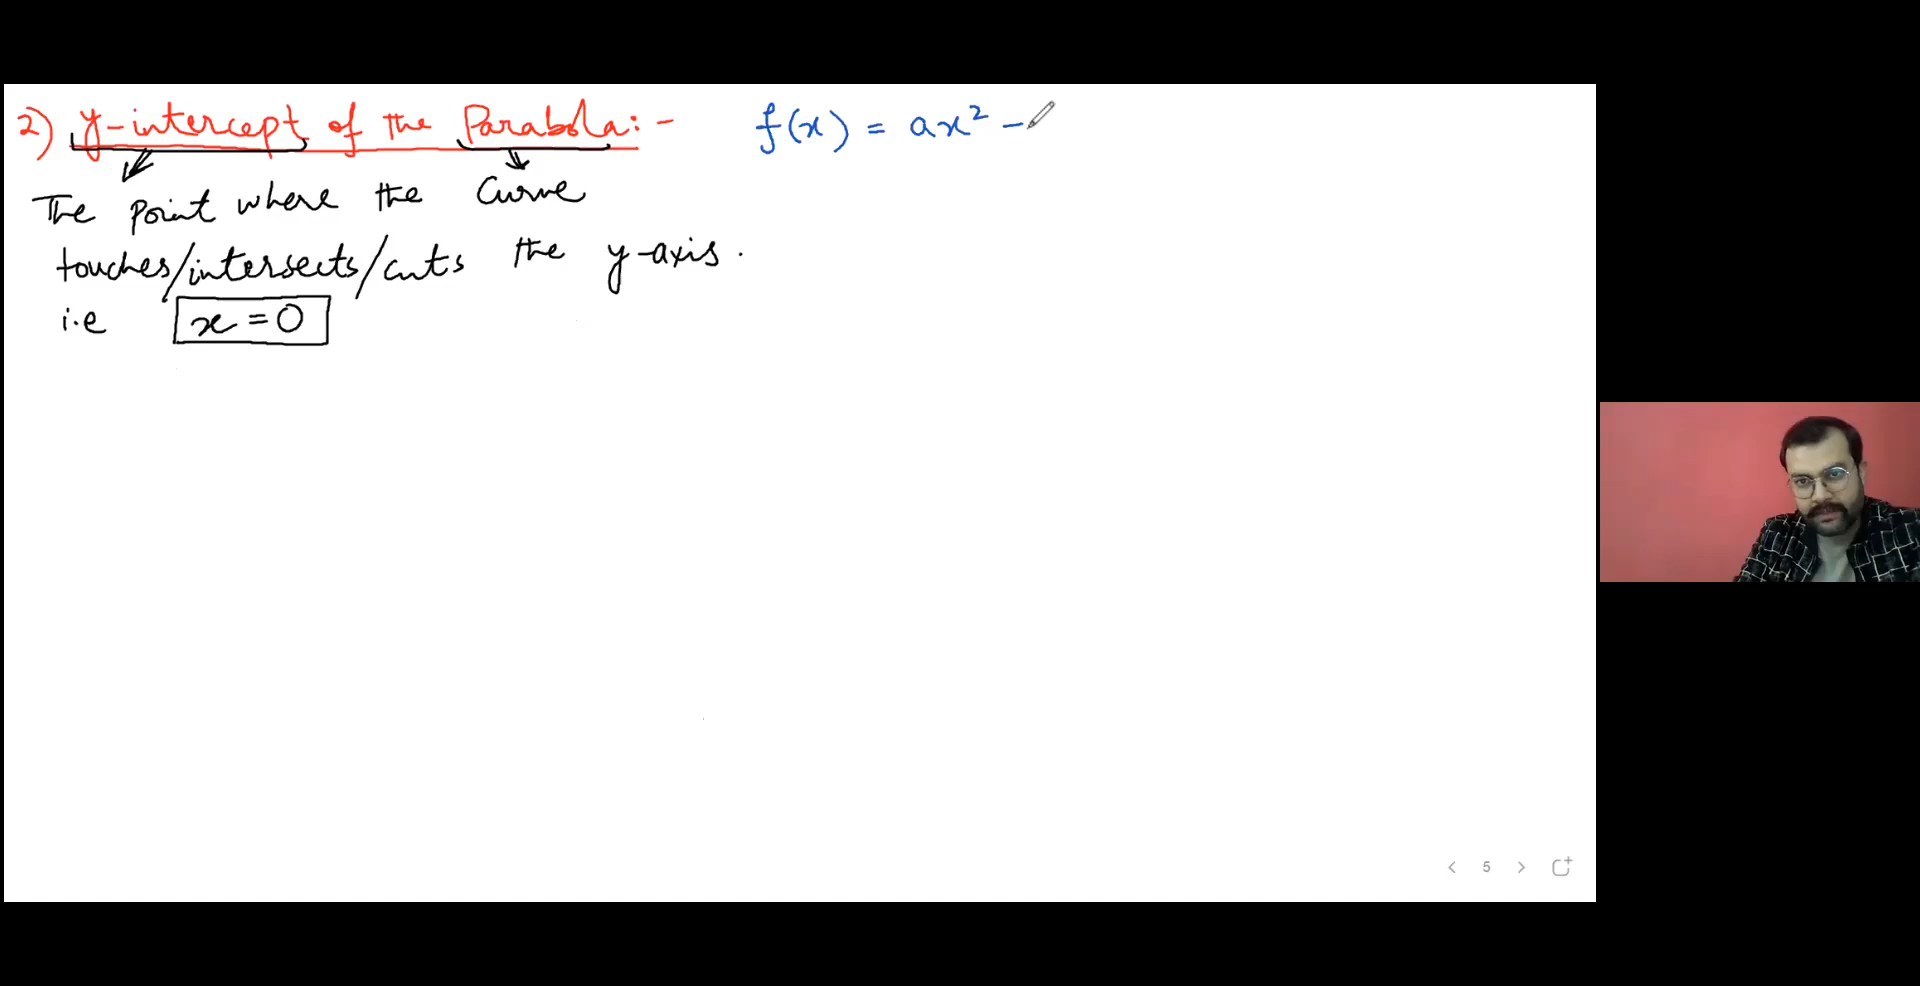 2) y-intercept of the Parabola:- f(x) = ax² –
The point where the Curve
touches/intersects/cuts the y-axis.
i.e x = 0
5